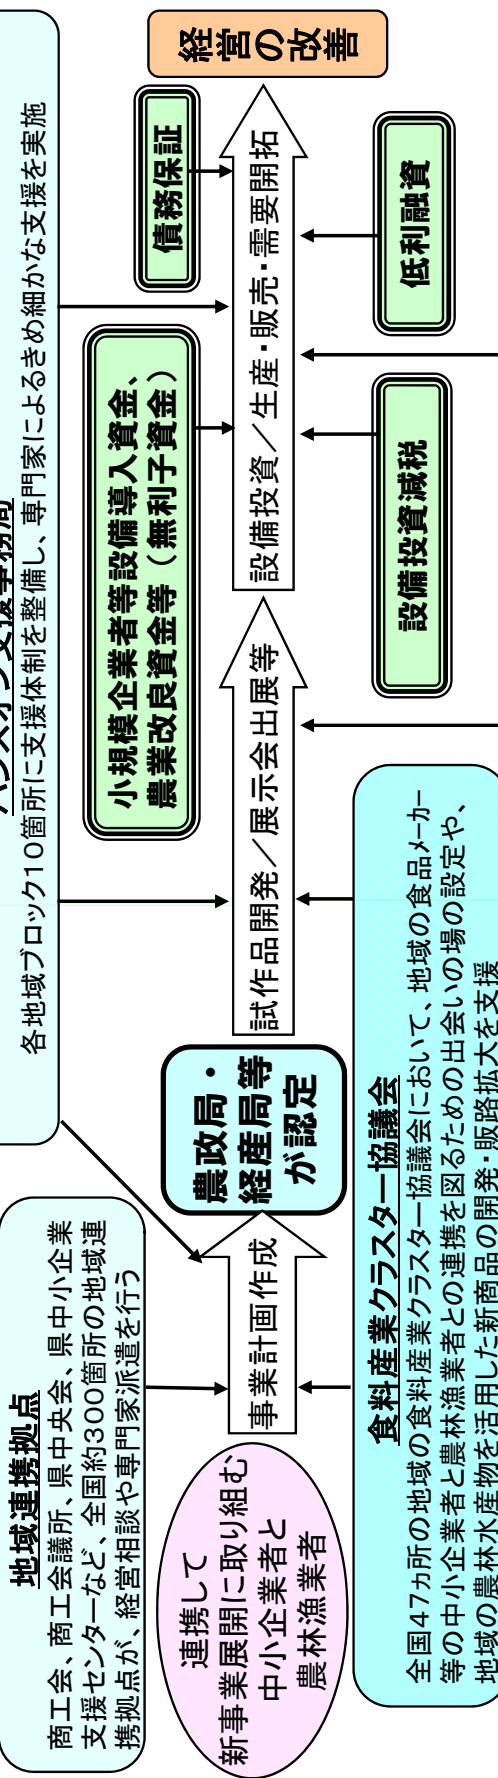 ハンズオン支援事務局
各地域ブロック10箇所に支援体制を整備し、専門家によるきめ細かな支援を実施
地域連携拠点
商工会、商工会議所、県中央会、県中小企業
支援センターなど、全国約300箇所の地域連
携拠点が、経営相談や専門家派遣を行う
連携して
新事業展開に取り組む
中小企業者と
農林漁業者
事業計画作成
農政局・
経産局等
が認定
試作品開発／展示会出展等
設備投資／生産・販売・需要開拓
経営の改善
小規模企業者等設備導入資金、
農業改良資金等（無利子資金）
債務保証
設備投資減税
低利融資
食料産業クラスター協議会
全国47ヵ所の地域の食料産業クラスター協議会において、地域の食品メーカー
等の中小企業者と農林漁業者との連携を図るための出会いの場の設定や、
地域の農林水産物を活用した新商品の開発・販路拡大を支援